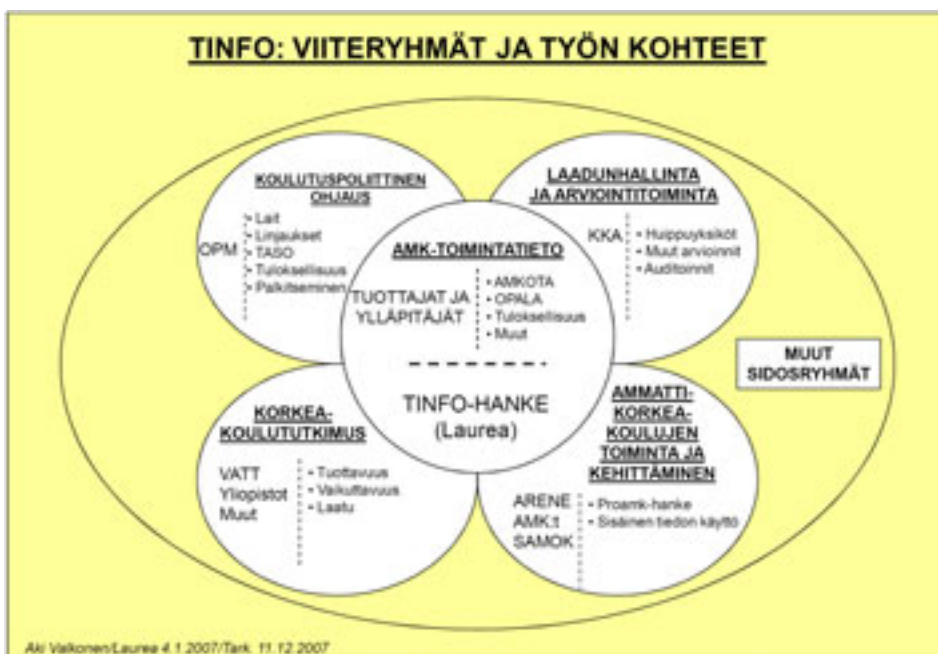 TINFO: VIITERYHMÄT JA TYÖN KOHTEET
KOULUTUSPOLIITTINEN
OHJAUS
OPM
• Lait
• Linjaukset
• TASO
• Tuloksellisuus
• Palkitseminen
LAADUNHALLINTA
JA ARVIOINTITOIMINTA
KKA
• Huippuyksiköt
• Muut arvioinnit
• Auditoinnit
AMK-TOIMINTATIETO
TUOTTAJAT JA
YLLÄPITÄJÄT
• AMKOTA
• OPALA
• Tuloksellisuus
• Muut
TINFO-HANKE
(Laurea)
MUUT
SIDOSRYHMÄT
KORKEA-
KOULUTUTKIMUS
VATT
Yliopistot
Muut
• Tuottavuus
• Vaikuttavuus
• Laatu
AMMATTI-
KORKEA-
KOULUJEN
TOIMINTA JA
KEHITTÄMINEN
ARENE
AMK:t
SAMOK
• Proamk-hanke
• Sisäinen tiedon käyttö
Aki Valkonen/Laurea 4.1.2007/Tark. 11.12.2007